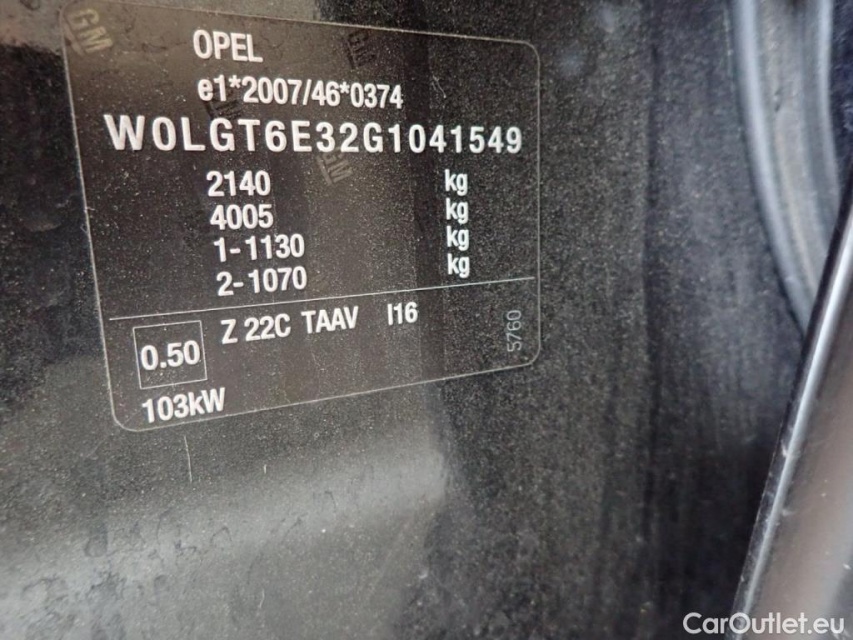 GM
OPEL
e1*2007/46*0374
W0LGT6E32G1041549
2140 kg
4005 kg
1-1130 kg
2-1070 kg
0.50 Z 22C TAAV I16
5760
103kW
CarOutlet.eu